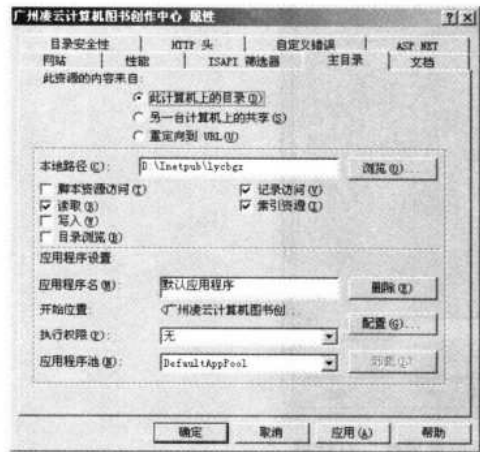 广州凌云计算机图书创作中心 属性
目录安全性 HTTP 头 自定义错误 ASP.NET
网站 性能 ISAPI 筛选器 主目录 文档
此资源的内容来自:
此计算机上的目录(D)
另一台计算机上的共享(S)
重定向到 URL(U)
本地路径(C): D:\Inetpub\lycbgz 浏览(O)...
脚本资源访问(T) 记录访问(V)
读取(R) 索引资源(I)
写入(W)
目录浏览(B)
应用程序设置
应用程序名(M) 默认应用程序 删除(E)
开始位置: <广州凌云计算机图书创...
配置(G)...
执行权限(P): 无
应用程序池(N): DefaultAppPool 卸载(L)
确定 取消 应用(A) 帮助